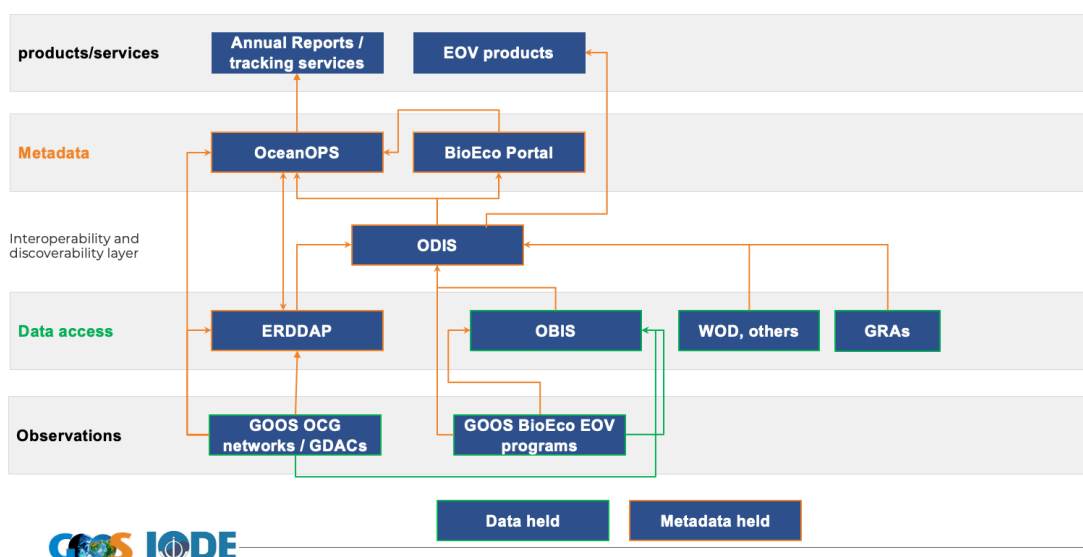 products/services
Annual Reports /
tracking services
EOV products
Metadata
OceanOPS
BioEco Portal
Interoperability and
discoverability layer
ODIS
Data access
ERDDAP
OBIS
WOD, others
GRAs
Observations
GOOS OCG
networks / GDACs
GOOS BioEco EOV
programs
Data held
Metadata held
GOOS
IODE